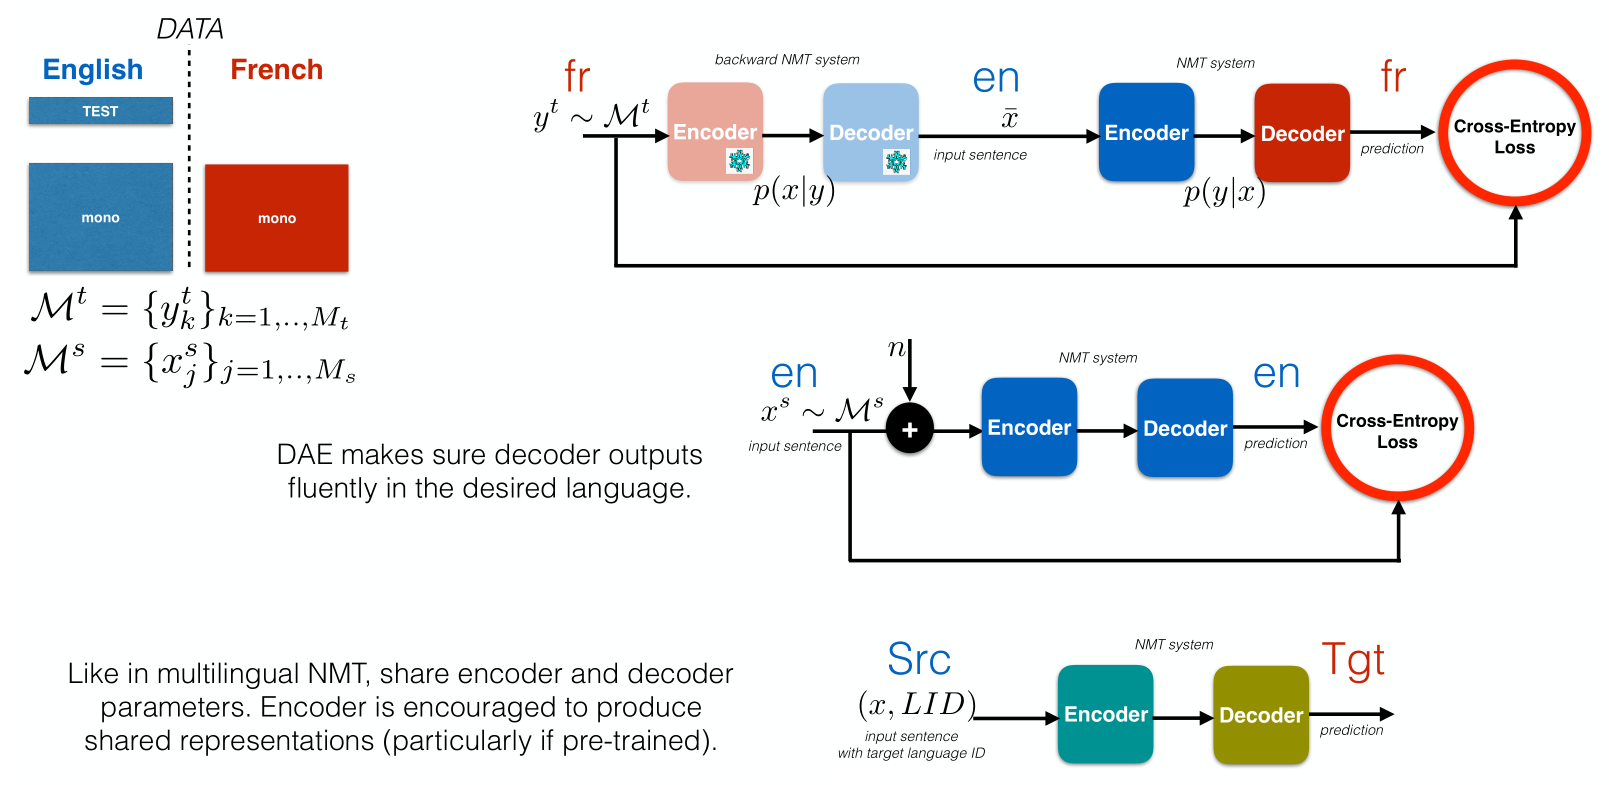 DATA
English
French
TEST
mono
mono
$\mathcal{M}^t = \{y_k^t\}_{k=1,..,M_t}$
$\mathcal{M}^s = \{x_j^s\}_{j=1,..,M_s}$
backward NMT system
NMT system
fr
en
fr
$y^t \sim \mathcal{M}^t$
$\bar{x}$
Encoder
Decoder
Encoder
Decoder
input sentence
prediction
$p(x|y)$
$p(y|x)$
Cross-Entropy
Loss
n
NMT system
en
en
$x^s \sim \mathcal{M}^s$
input sentence
+
Encoder
Decoder
prediction
Cross-Entropy
Loss
DAE makes sure decoder outputs
fluently in the desired language.
Like in multilingual NMT, share encoder and decoder
parameters. Encoder is encouraged to produce
shared representations (particularly if pre-trained).
NMT system
Src
Tgt
$(x, LID)$
input sentence
with target language ID
Encoder
Decoder
prediction